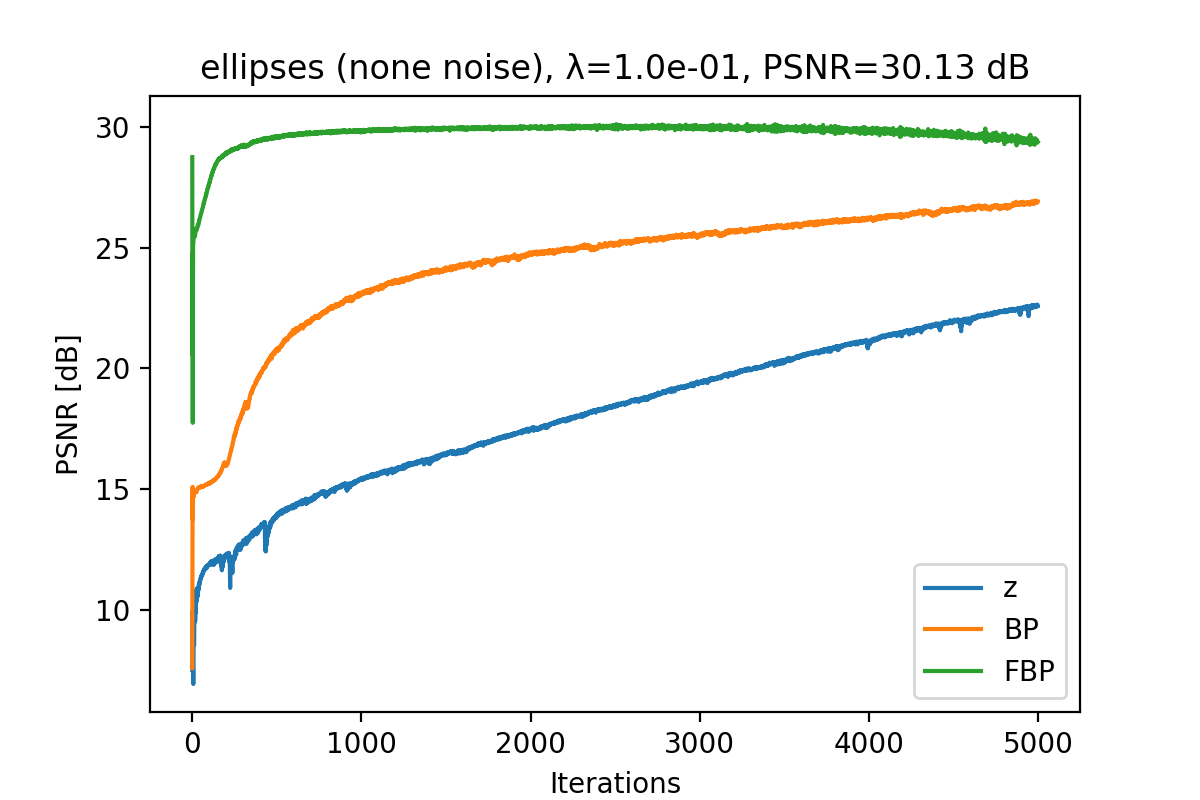 ellipses (none noise), λ=1.0e-01, PSNR=30.13 dB
PSNR [dB]
30
25
20
15
10
z
BP
FBP
0 1000 2000 3000 4000 5000
Iterations